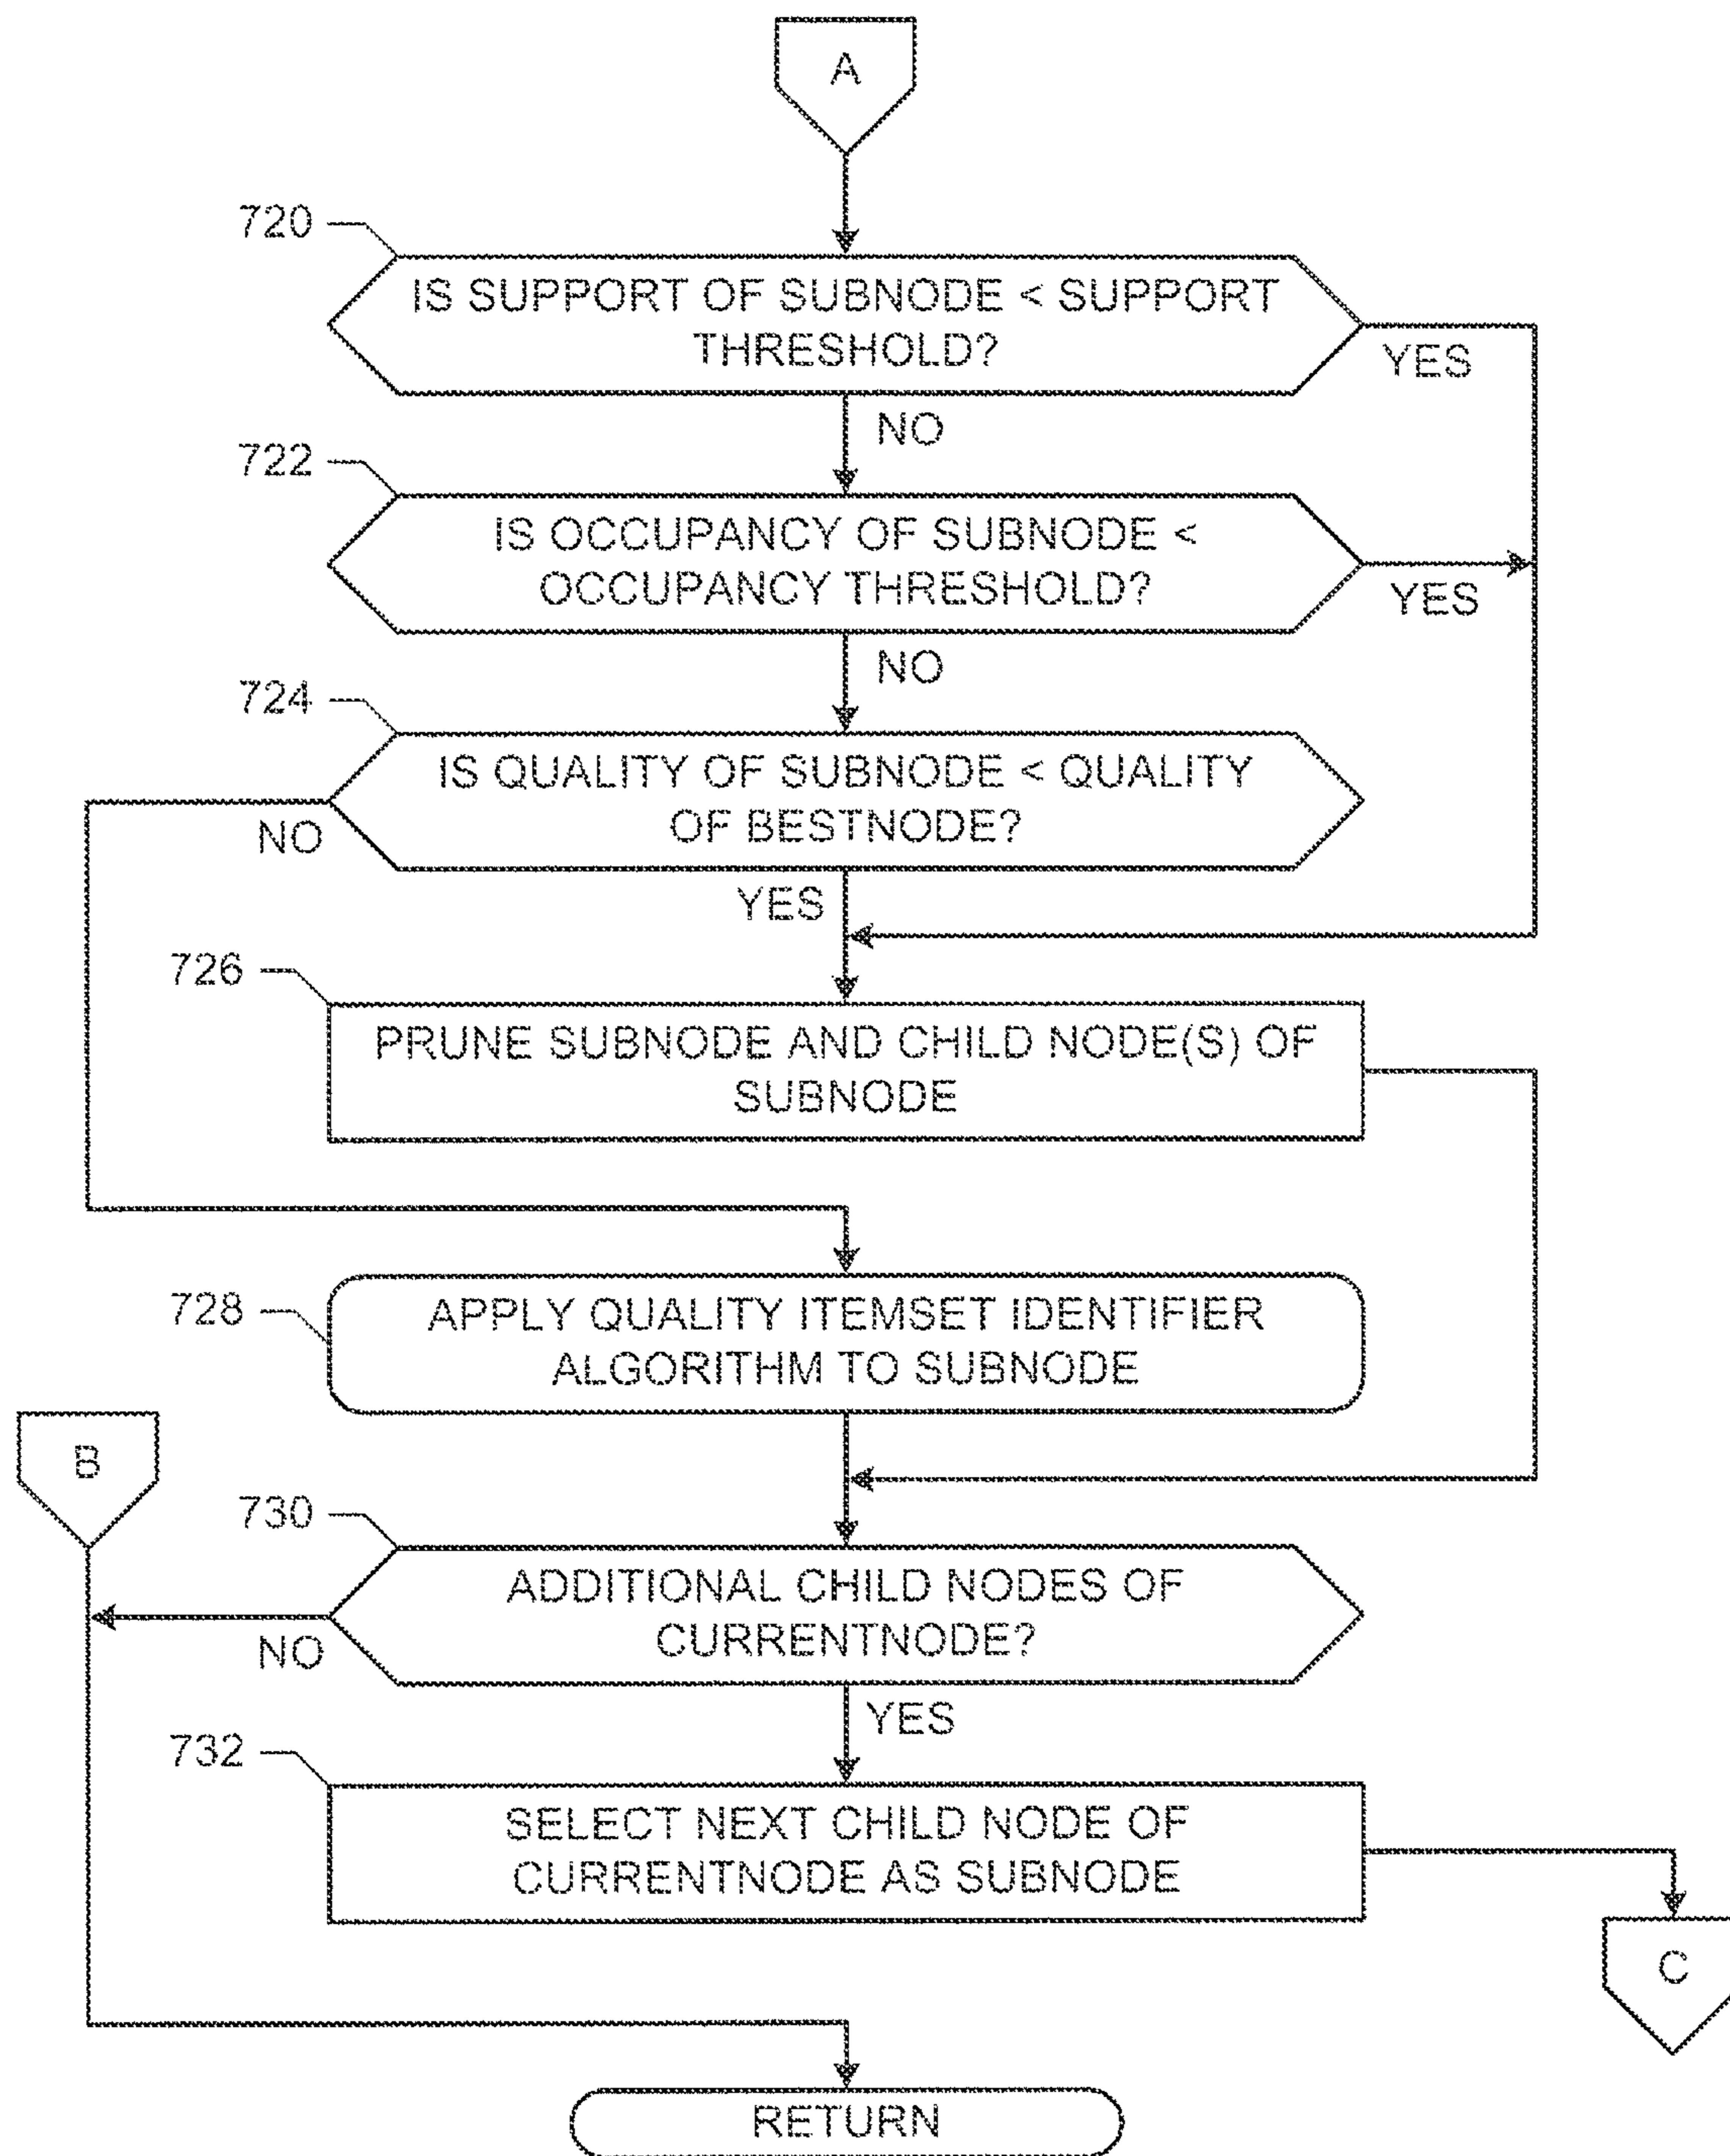 A
720
IS SUPPORT OF SUBNODE < SUPPORT
THRESHOLD?
YES
NO
722
IS OCCUPANCY OF SUBNODE <
OCCUPANCY THRESHOLD?
YES
NO
724
IS QUALITY OF SUBNODE < QUALITY
OF BESTNODE?
NO
YES
726
PRUNE SUBNODE AND CHILD NODE(S) OF
SUBNODE
728
APPLY QUALITY ITEMSET IDENTIFIER
ALGORITHM TO SUBNODE
B
730
ADDITIONAL CHILD NODES OF
CURRENTNODE?
NO
YES
732
SELECT NEXT CHILD NODE OF
CURRENTNODE AS SUBNODE
C
RETURN